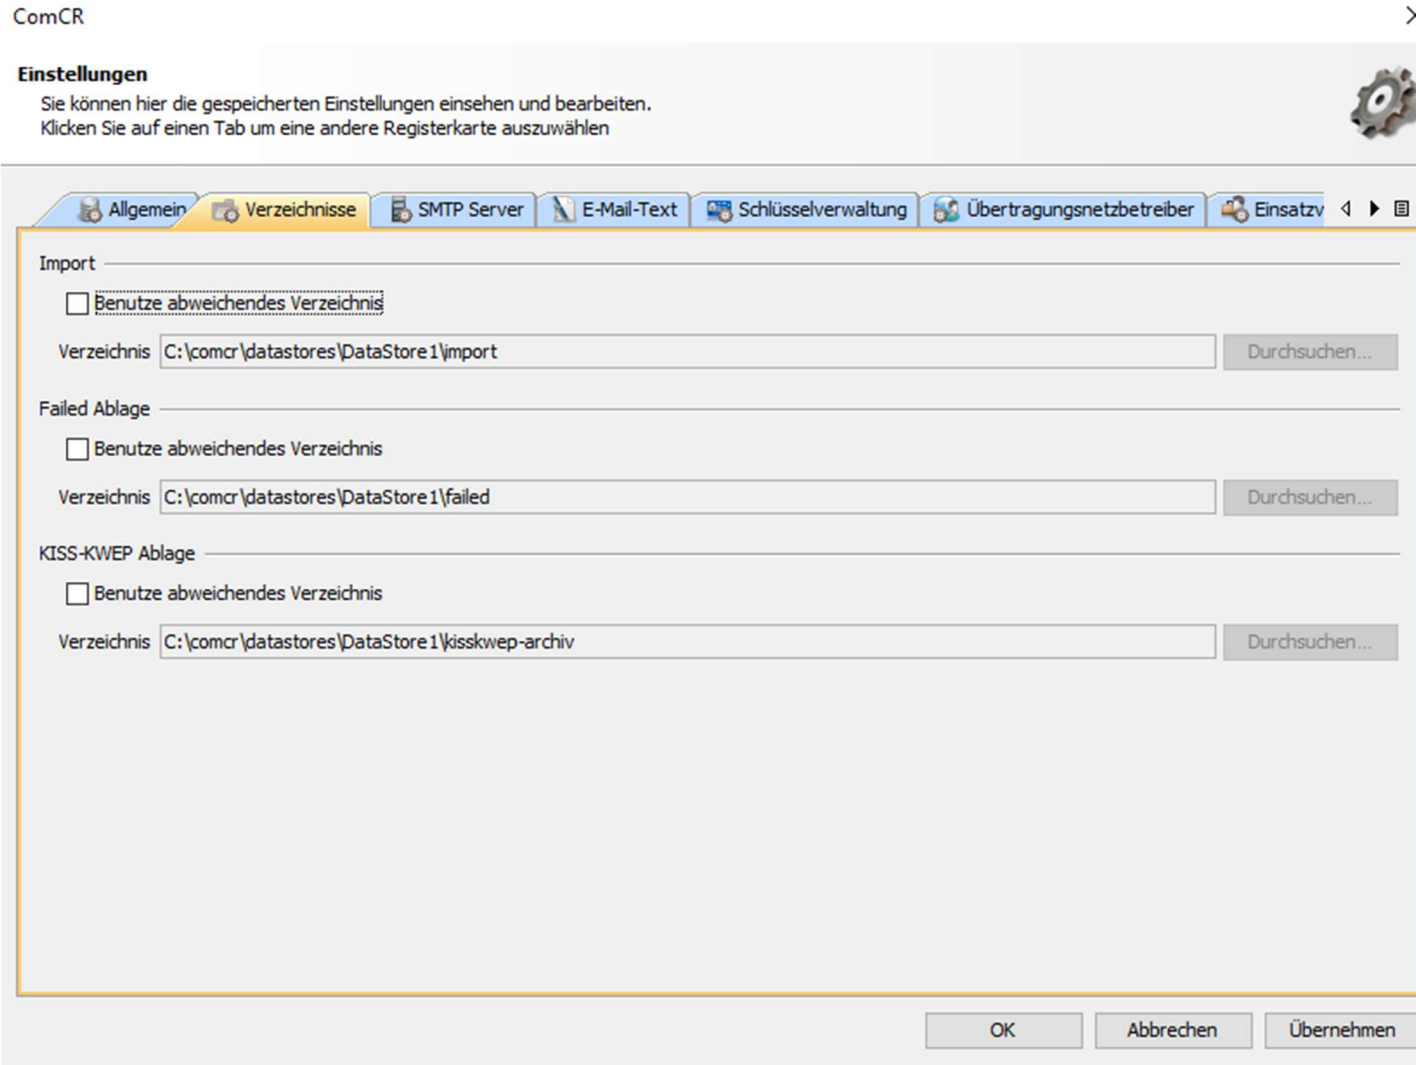 ComCR
Einstellungen
Sie können hier die gespeicherten Einstellungen einsehen und bearbeiten.
Klicken Sie auf einen Tab um eine andere Registerkarte auszuwählen
Allgemein Verzeichnisse SMTP Server E-Mail-Text Schlüsselverwaltung Übertragungsnetzbetreiber Einsatzv
Import
Benutze abweichendes Verzeichnis
Verzeichnis C:\comcr\datastores\DataStore1\import Durchsuchen...
Failed Ablage
Benutze abweichendes Verzeichnis
Verzeichnis C:\comcr\datastores\DataStore1\failed Durchsuchen...
KISS-KWEP Ablage
Benutze abweichendes Verzeichnis
Verzeichnis C:\comcr\datastores\DataStore1\kisskwep-archiv Durchsuchen...
OK Abbrechen Übernehmen